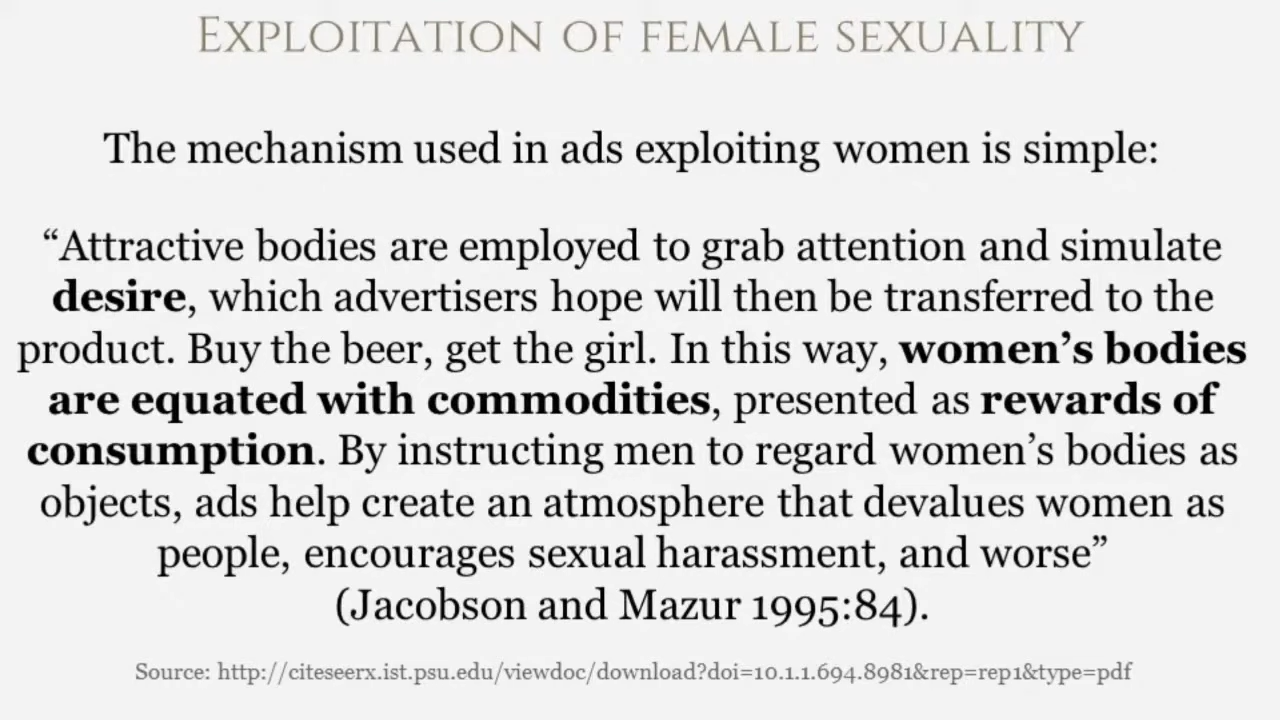 EXPLOITATION OF FEMALE SEXUALITY
The mechanism used in ads exploiting women is simple:
“Attractive bodies are employed to grab attention and simulate
desire, which advertisers hope will then be transferred to the
product. Buy the beer, get the girl. In this way, women’s bodies
are equated with commodities, presented as rewards of
consumption. By instructing men to regard women’s bodies as
objects, ads help create an atmosphere that devalues women as
people, encourages sexual harassment, and worse”
(Jacobson and Mazur 1995:84).
Source: http://citeseerx.ist.psu.edu/viewdoc/download?doi=10.1.1.694.8981&rep=rep1&type=pdf